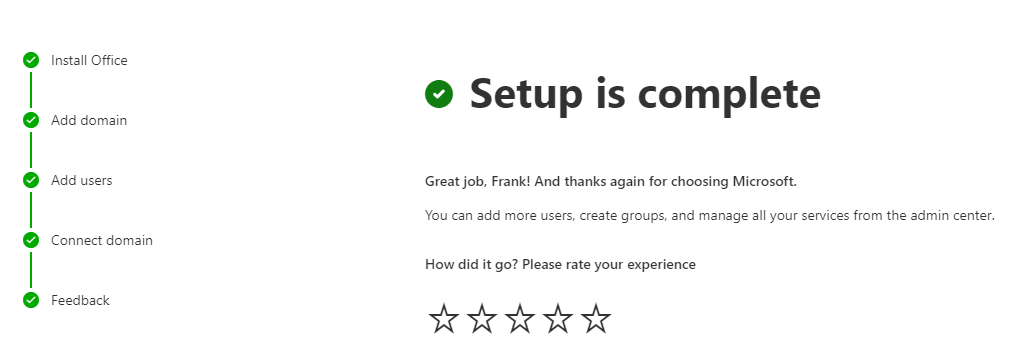 Install Office
Add domain
Add users
Connect domain
Feedback
Setup is complete
Great job, Frank! And thanks again for choosing Microsoft.
You can add more users, create groups, and manage all your services from the admin center.
How did it go? Please rate your experience